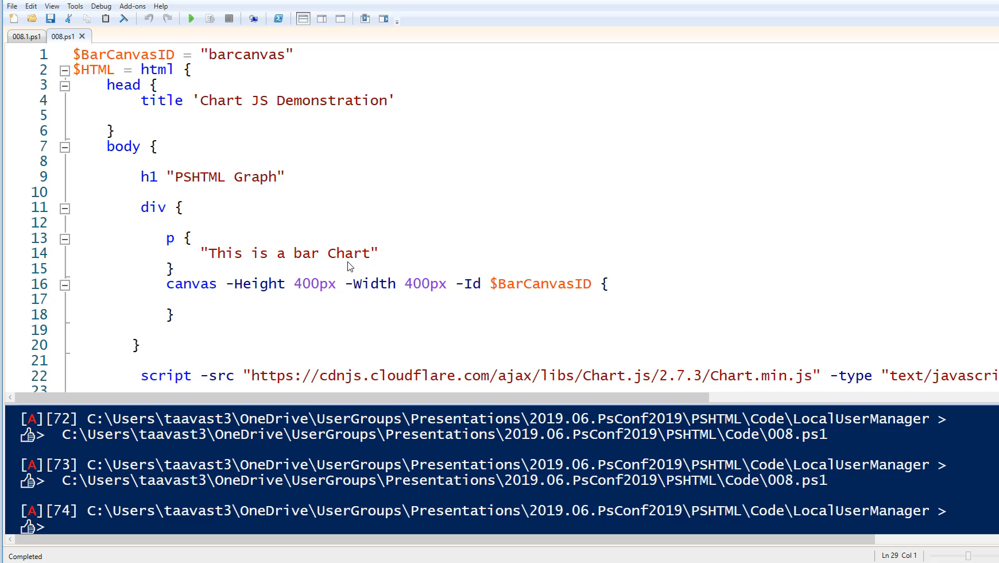 File Edit View Tools Debug Add-ons Help
008.1.ps1 008.ps1
1 $BarCanvasID = "barcanvas"
2 $HTML = html {
3 head {
4 title 'Chart JS Demonstration'
5
6 }
7 body {
8
9 h1 "PSHTML Graph"
10
11 div {
12
13 p {
14 "This is a bar Chart"
15 }
16 canvas -Height 400px -Width 400px -Id $BarCanvasID {
17
18 }
19
20 }
21
22 script -src "https://cdnjs.cloudflare.com/ajax/libs/Chart.js/2.7.3/Chart.min.js" -type "text/javascri
23
[A][72] C:\Users\taavast3\OneDrive\UserGroups\Presentations\2019.06.PsConf2019\PSHTML\Code\LocalUserManager >
> C:\Users\taavast3\OneDrive\UserGroups\Presentations\2019.06.PsConf2019\PSHTML\Code\008.ps1
[A][73] C:\Users\taavast3\OneDrive\UserGroups\Presentations\2019.06.PsConf2019\PSHTML\Code\LocalUserManager >
> C:\Users\taavast3\OneDrive\UserGroups\Presentations\2019.06.PsConf2019\PSHTML\Code\008.ps1
[A][74] C:\Users\taavast3\OneDrive\UserGroups\Presentations\2019.06.PsConf2019\PSHTML\Code\LocalUserManager >
>
Completed Ln 29 Col 1